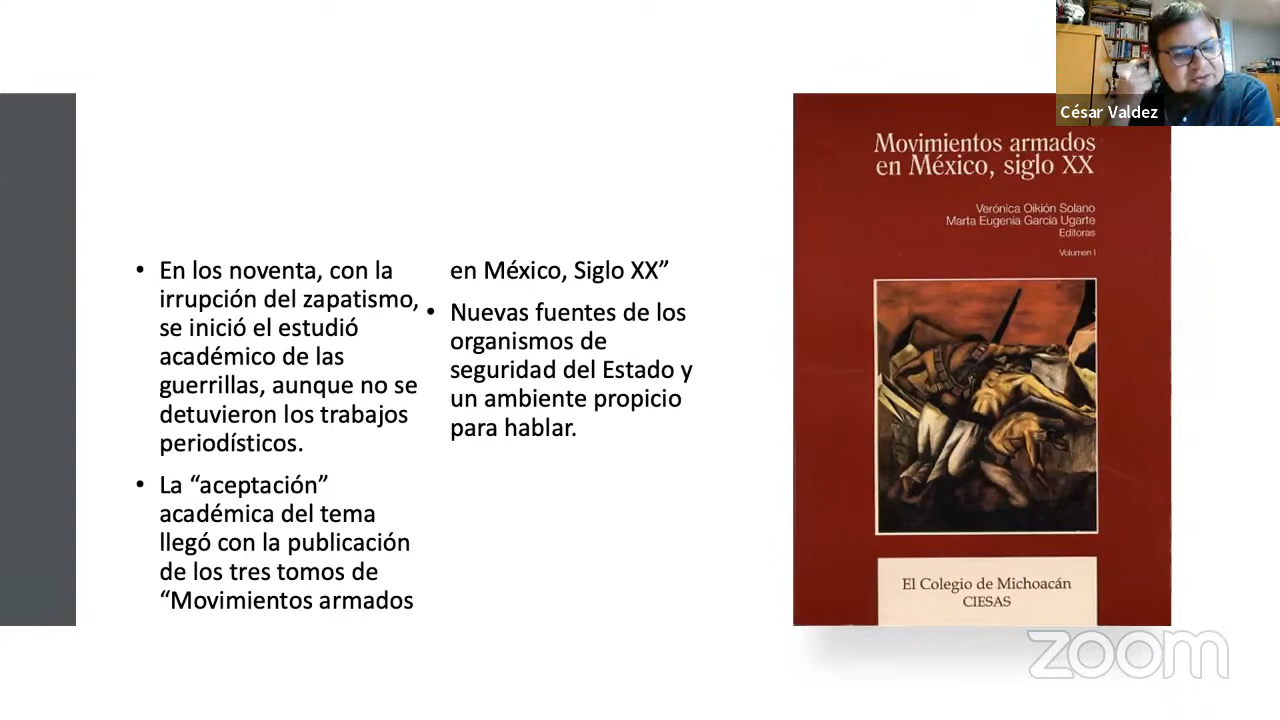 • En los noventa, con la
irrupción del zapatismo,
se inició el estudió
académico de las
guerrillas, aunque no se
detuvieron los trabajos
periodísticos.
• La “aceptación”
académica del tema
llegó con la publicación
de los tres tomos de
“Movimientos armados
en México, Siglo XX”
• Nuevas fuentes de los
organismos de
seguridad del Estado y
un ambiente propicio
para hablar.
César Valdez
Movimientos armados
en México, siglo XX
Verónica Oikión Solano
Marta Eugenia García Ugarte
Editoras
Volumen I
El Colegio de Michoacán
CIESAS
zoom